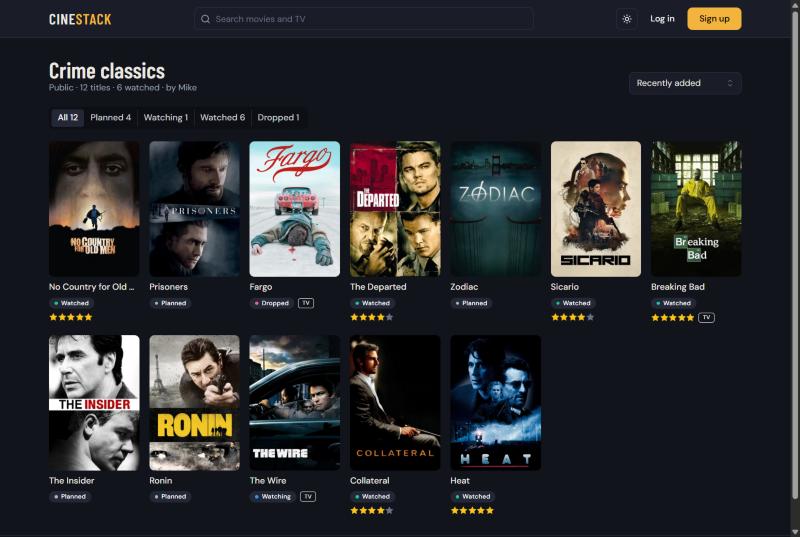 CINESTACK
Search movies and TV
Log in
Sign up
Crime classics
Public · 12 titles · 6 watched · by Mike
Recently added
All 12
Planned 4
Watching 1
Watched 6
Dropped 1
NO COUNTRY
FOR OLD MEN
PRISONERS
Fargo
THE
DEPARTED
ZODIAC
SICARIO
Breaking
Bad
No Country for Old ...
Prisoners
Fargo
The Departed
Zodiac
Sicario
Breaking Bad
Watched
Planned
Dropped
TV
Watched
Planned
Watched
Watched
TV
THE INSIDER
RONIN
THE WIRE
COLLATERAL
HEAT
The Insider
Ronin
The Wire
Collateral
Heat
Planned
Planned
Watching
TV
Watched
Watched